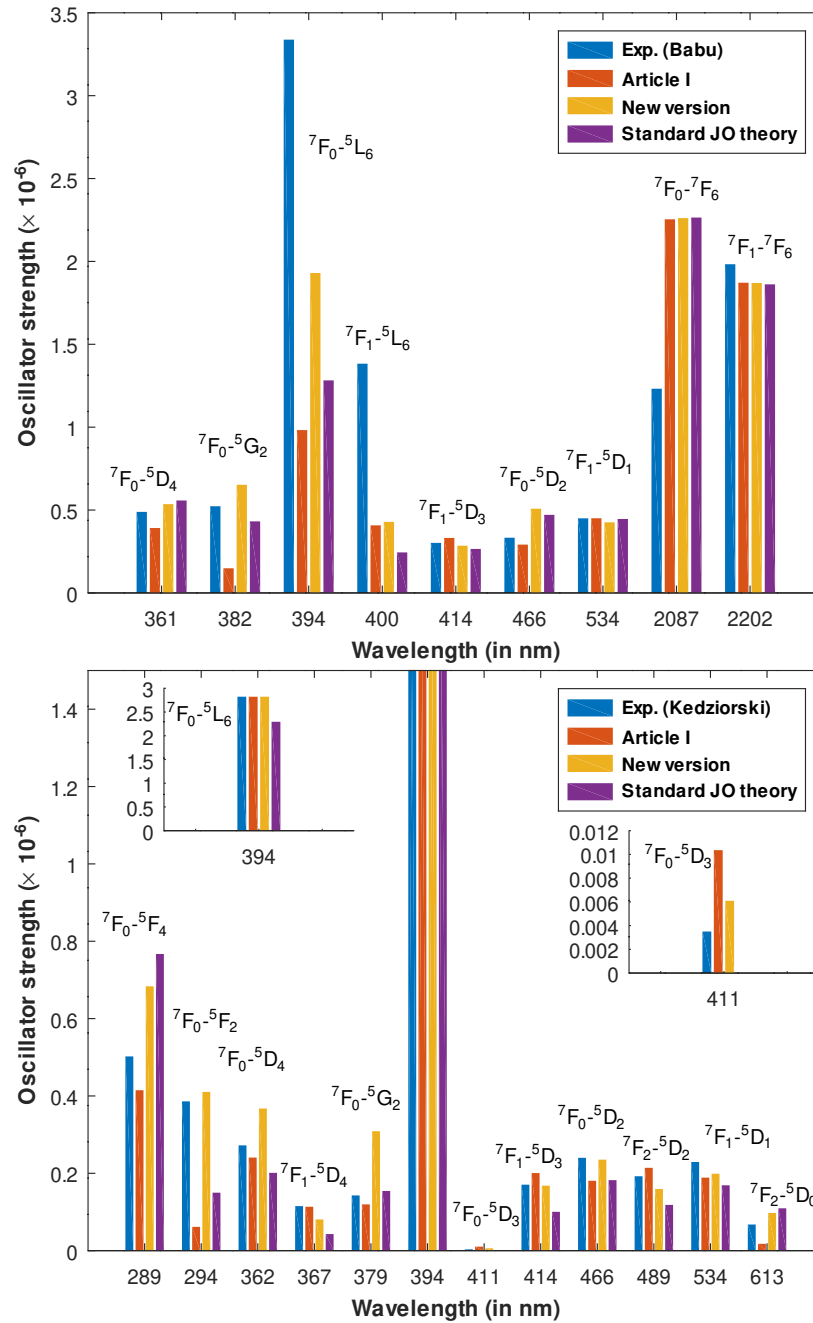 3.5
3
2.5
2
1.5
1
0.5
0
Oscillator strength (× 10⁻⁶)
Exp. (Babu)
Article I
New version
Standard JO theory
⁷F₀-⁵L₆
⁷F₀-⁷F₆
⁷F₁-⁷F₆
⁷F₁-⁵L₆
⁷F₀-⁵G₂
⁷F₀-⁵D₄
⁷F₁-⁵D₃
⁷F₀-⁵D₂
⁷F₁-⁵D₁
361 382 394 400 414 466 534 2087 2202
Wavelength (in nm)
1.4
1.2
1
0.8
0.6
0.4
0.2
0
Oscillator strength (× 10⁻⁶)
3
2.5
2
1.5
1
0.5
0
⁷F₀-⁵L₆
394
Exp. (Kedziorski)
Article I
New version
Standard JO theory
0.012
0.01
0.008
0.006
0.004
0.002
0
⁷F₀-⁵D₃
411
⁷F₀-⁵F₄
⁷F₀-⁵F₂
⁷F₀-⁵D₄
⁷F₁-⁵D₄
⁷F₀-⁵G₂
⁷F₀-⁵D₃
⁷F₁-⁵D₃
⁷F₀-⁵D₂
⁷F₂-⁵D₂
⁷F₁-⁵D₁
⁷F₂-⁵D₀
289 294 362 367 379 394 411 414 466 489 534 613
Wavelength (in nm)